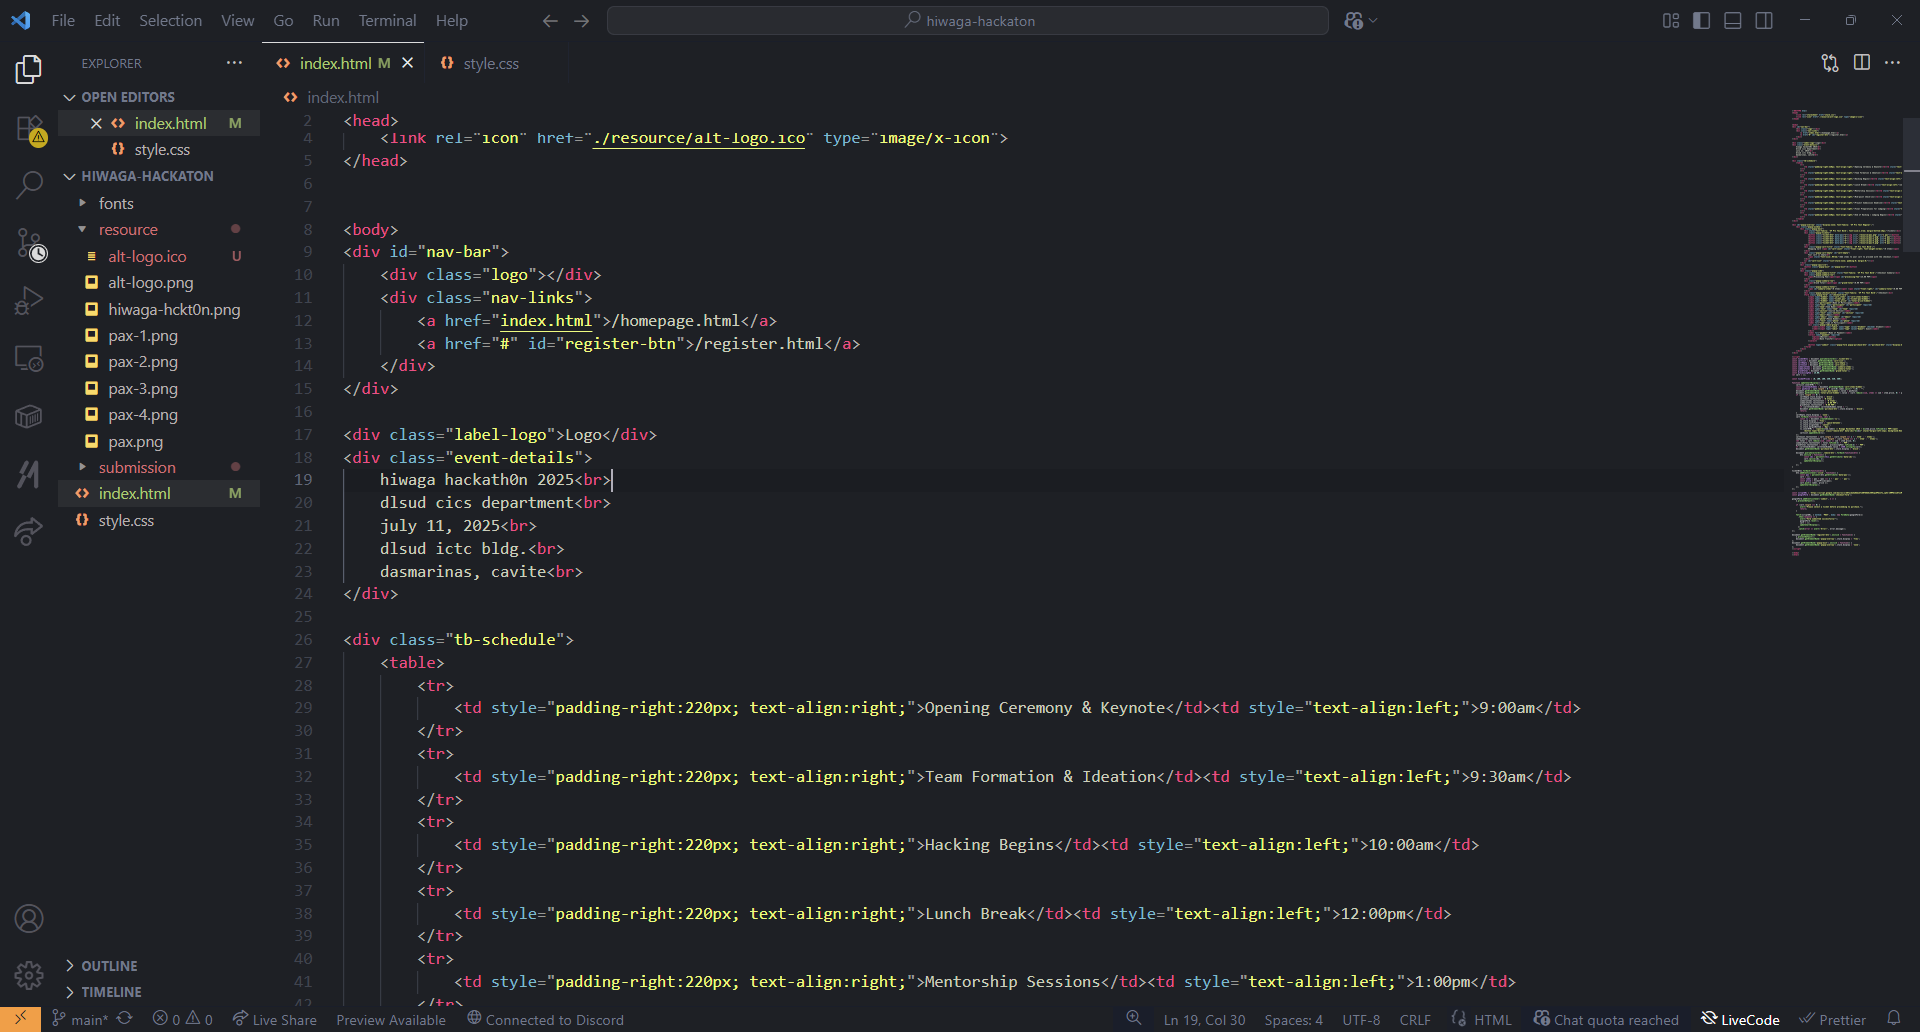 File Edit Selection View Go Run Terminal Help
hiwaga-hackaton
EXPLORER
OPEN EDITORS
index.html M
style.css
HIWAGA-HACKATON
fonts
resource
alt-logo.ico U
alt-logo.png
hiwaga-hckt0n.png
pax-1.png
pax-2.png
pax-3.png
pax-4.png
pax.png
submission
index.html M
style.css
OUTLINE
TIMELINE
index.html M
style.css
index.html
2 <head>
4 <link rel="icon" href="./resource/alt-logo.ico" type="image/x-icon">
5 </head>
6
7
8 <body>
9 <div id="nav-bar">
10 <div class="logo"></div>
11 <div class="nav-links">
12 <a href="index.html">/homepage.html</a>
13 <a href="#" id="register-btn">/register.html</a>
14 </div>
15 </div>
16
17 <div class="label-logo">Logo</div>
18 <div class="event-details">
19 hiwaga hackath0n 2025<br>
20 dlsud cics department<br>
21 july 11, 2025<br>
22 dlsud ictc bldg.<br>
23 dasmarinas, cavite<br>
24 </div>
25
26 <div class="tb-schedule">
27 <table>
28 <tr>
29 <td style="padding-right:220px; text-align:right;">Opening Ceremony & Keynote</td><td style="text-align:left;">9:00am</td>
30 </tr>
31 <tr>
32 <td style="padding-right:220px; text-align:right;">Team Formation & Ideation</td><td style="text-align:left;">9:30am</td>
33 </tr>
34 <tr>
35 <td style="padding-right:220px; text-align:right;">Hacking Begins</td><td style="text-align:left;">10:00am</td>
36 </tr>
37 <tr>
38 <td style="padding-right:220px; text-align:right;">Lunch Break</td><td style="text-align:left;">12:00pm</td>
39 </tr>
40 <tr>
41 <td style="padding-right:220px; text-align:right;">Mentorship Sessions</td><td style="text-align:left;">1:00pm</td>
42 </tr>
main* 0 0 Live Share Preview Available Connected to Discord
Ln 19, Col 30 Spaces: 4 UTF-8 CRLF HTML Chat quota reached LiveCode Prettier